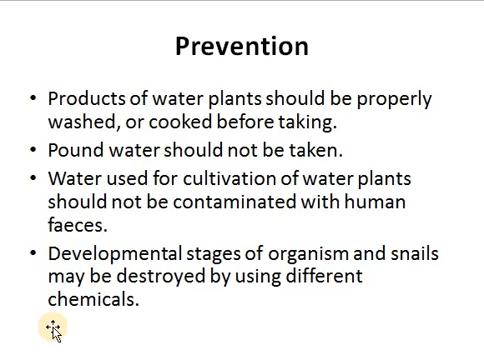 Prevention
• Products of water plants should be properly
washed, or cooked before taking.
• Pound water should not be taken.
• Water used for cultivation of water plants
should not be contaminated with human
faeces.
• Developmental stages of organism and snails
may be destroyed by using different
chemicals.